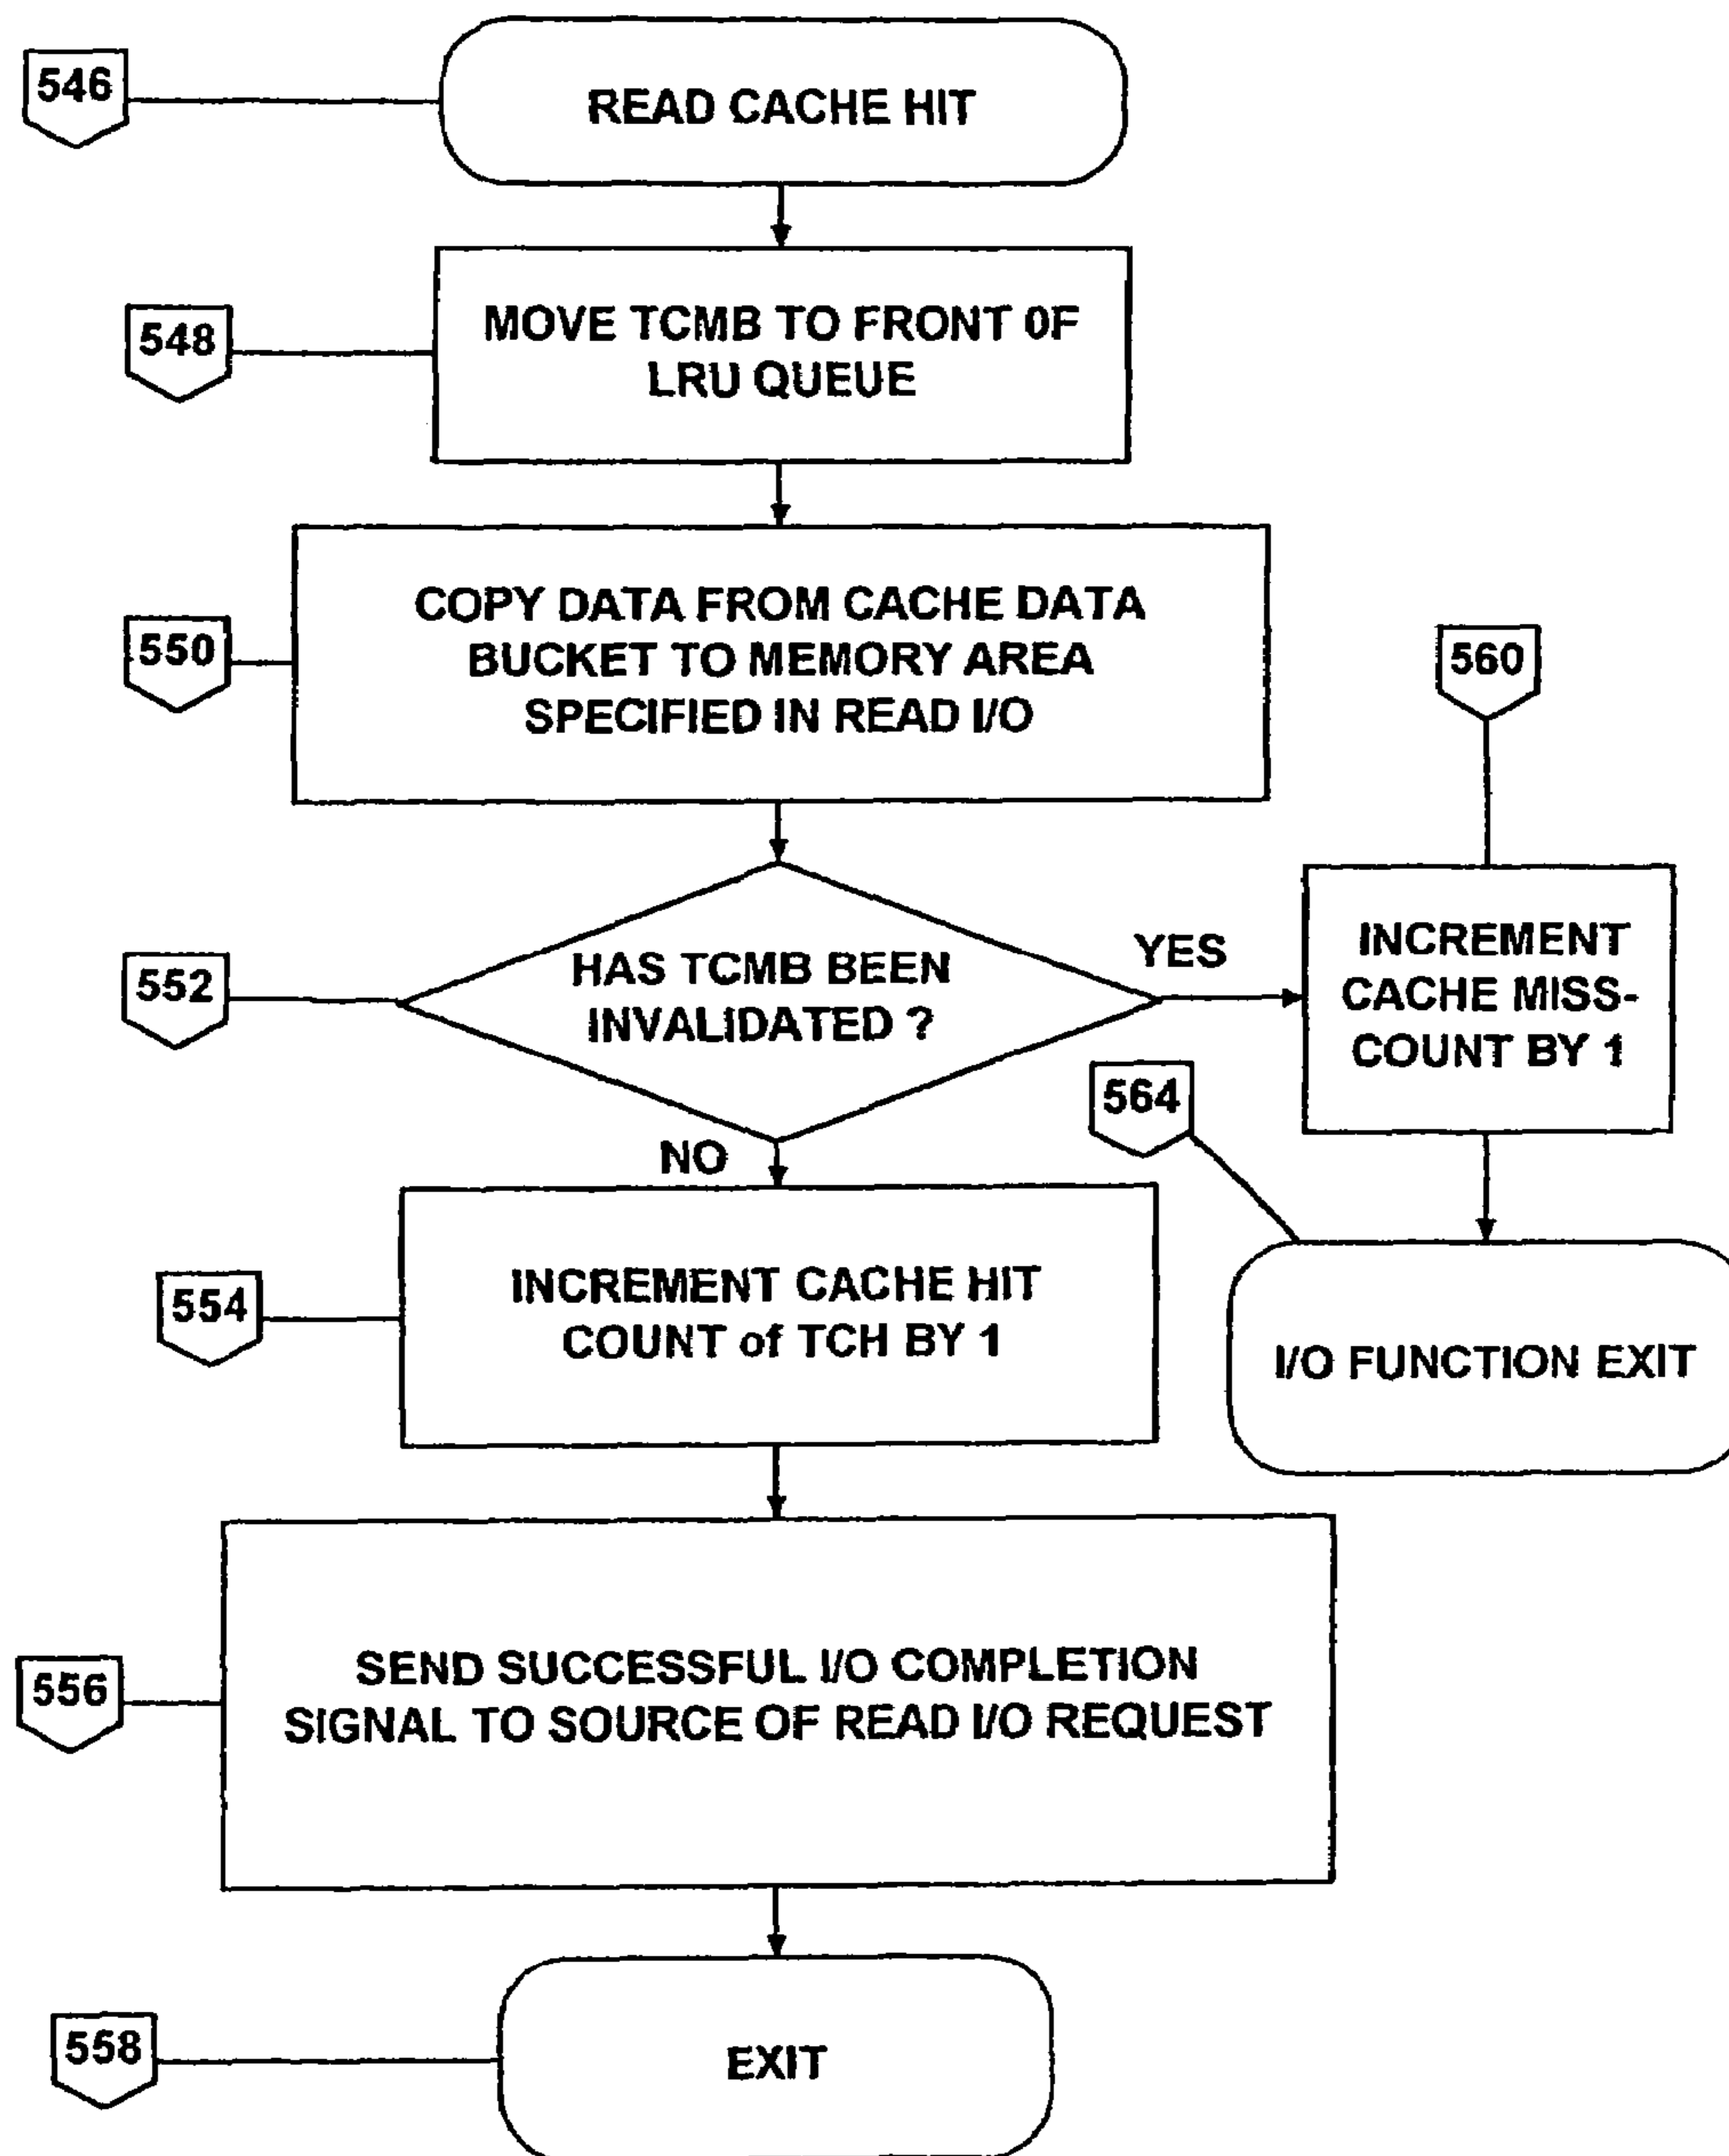 546
READ CACHE HIT
548
MOVE TCMB TO FRONT 0F
LRU QUEUE
550
COPY DATA FROM CACHE DATA
BUCKET TO MEMORY AREA
SPECIFIED IN READ I/O
560
552
HAS TCMB BEEN
INVALIDATED ?
YES
INCREMENT
CACHE MISS-
COUNT BY 1
564
NO
554
INCREMENT CACHE HIT
COUNT of TCH BY 1
I/O FUNCTION EXIT
556
SEND SUCCESSFUL I/O COMPLETION
SIGNAL TO SOURCE OF READ I/O REQUEST
558
EXIT